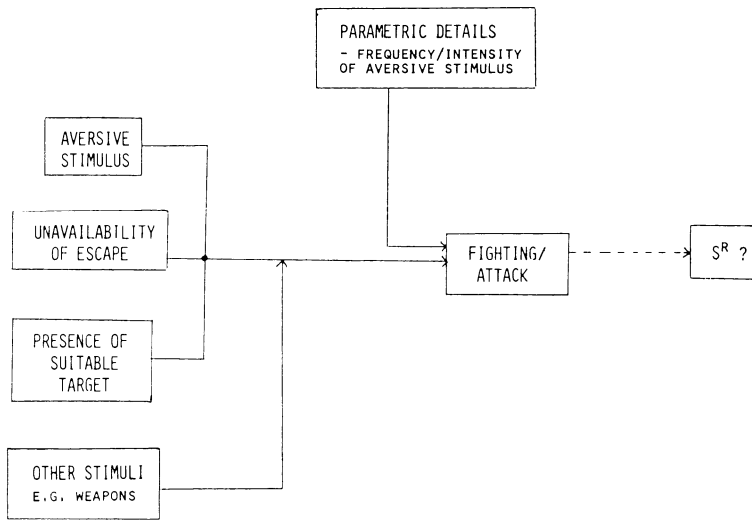 PARAMETRIC DETAILS
- FREQUENCY/INTENSITY
OF AVERSIVE STIMULUS
AVERSIVE
STIMULUS
UNAVAILABILITY
OF ESCAPE
FIGHTING/
ATTACK
Sᴿ ?
PRESENCE OF
SUITABLE
TARGET
OTHER STIMULI
E.G. WEAPONS